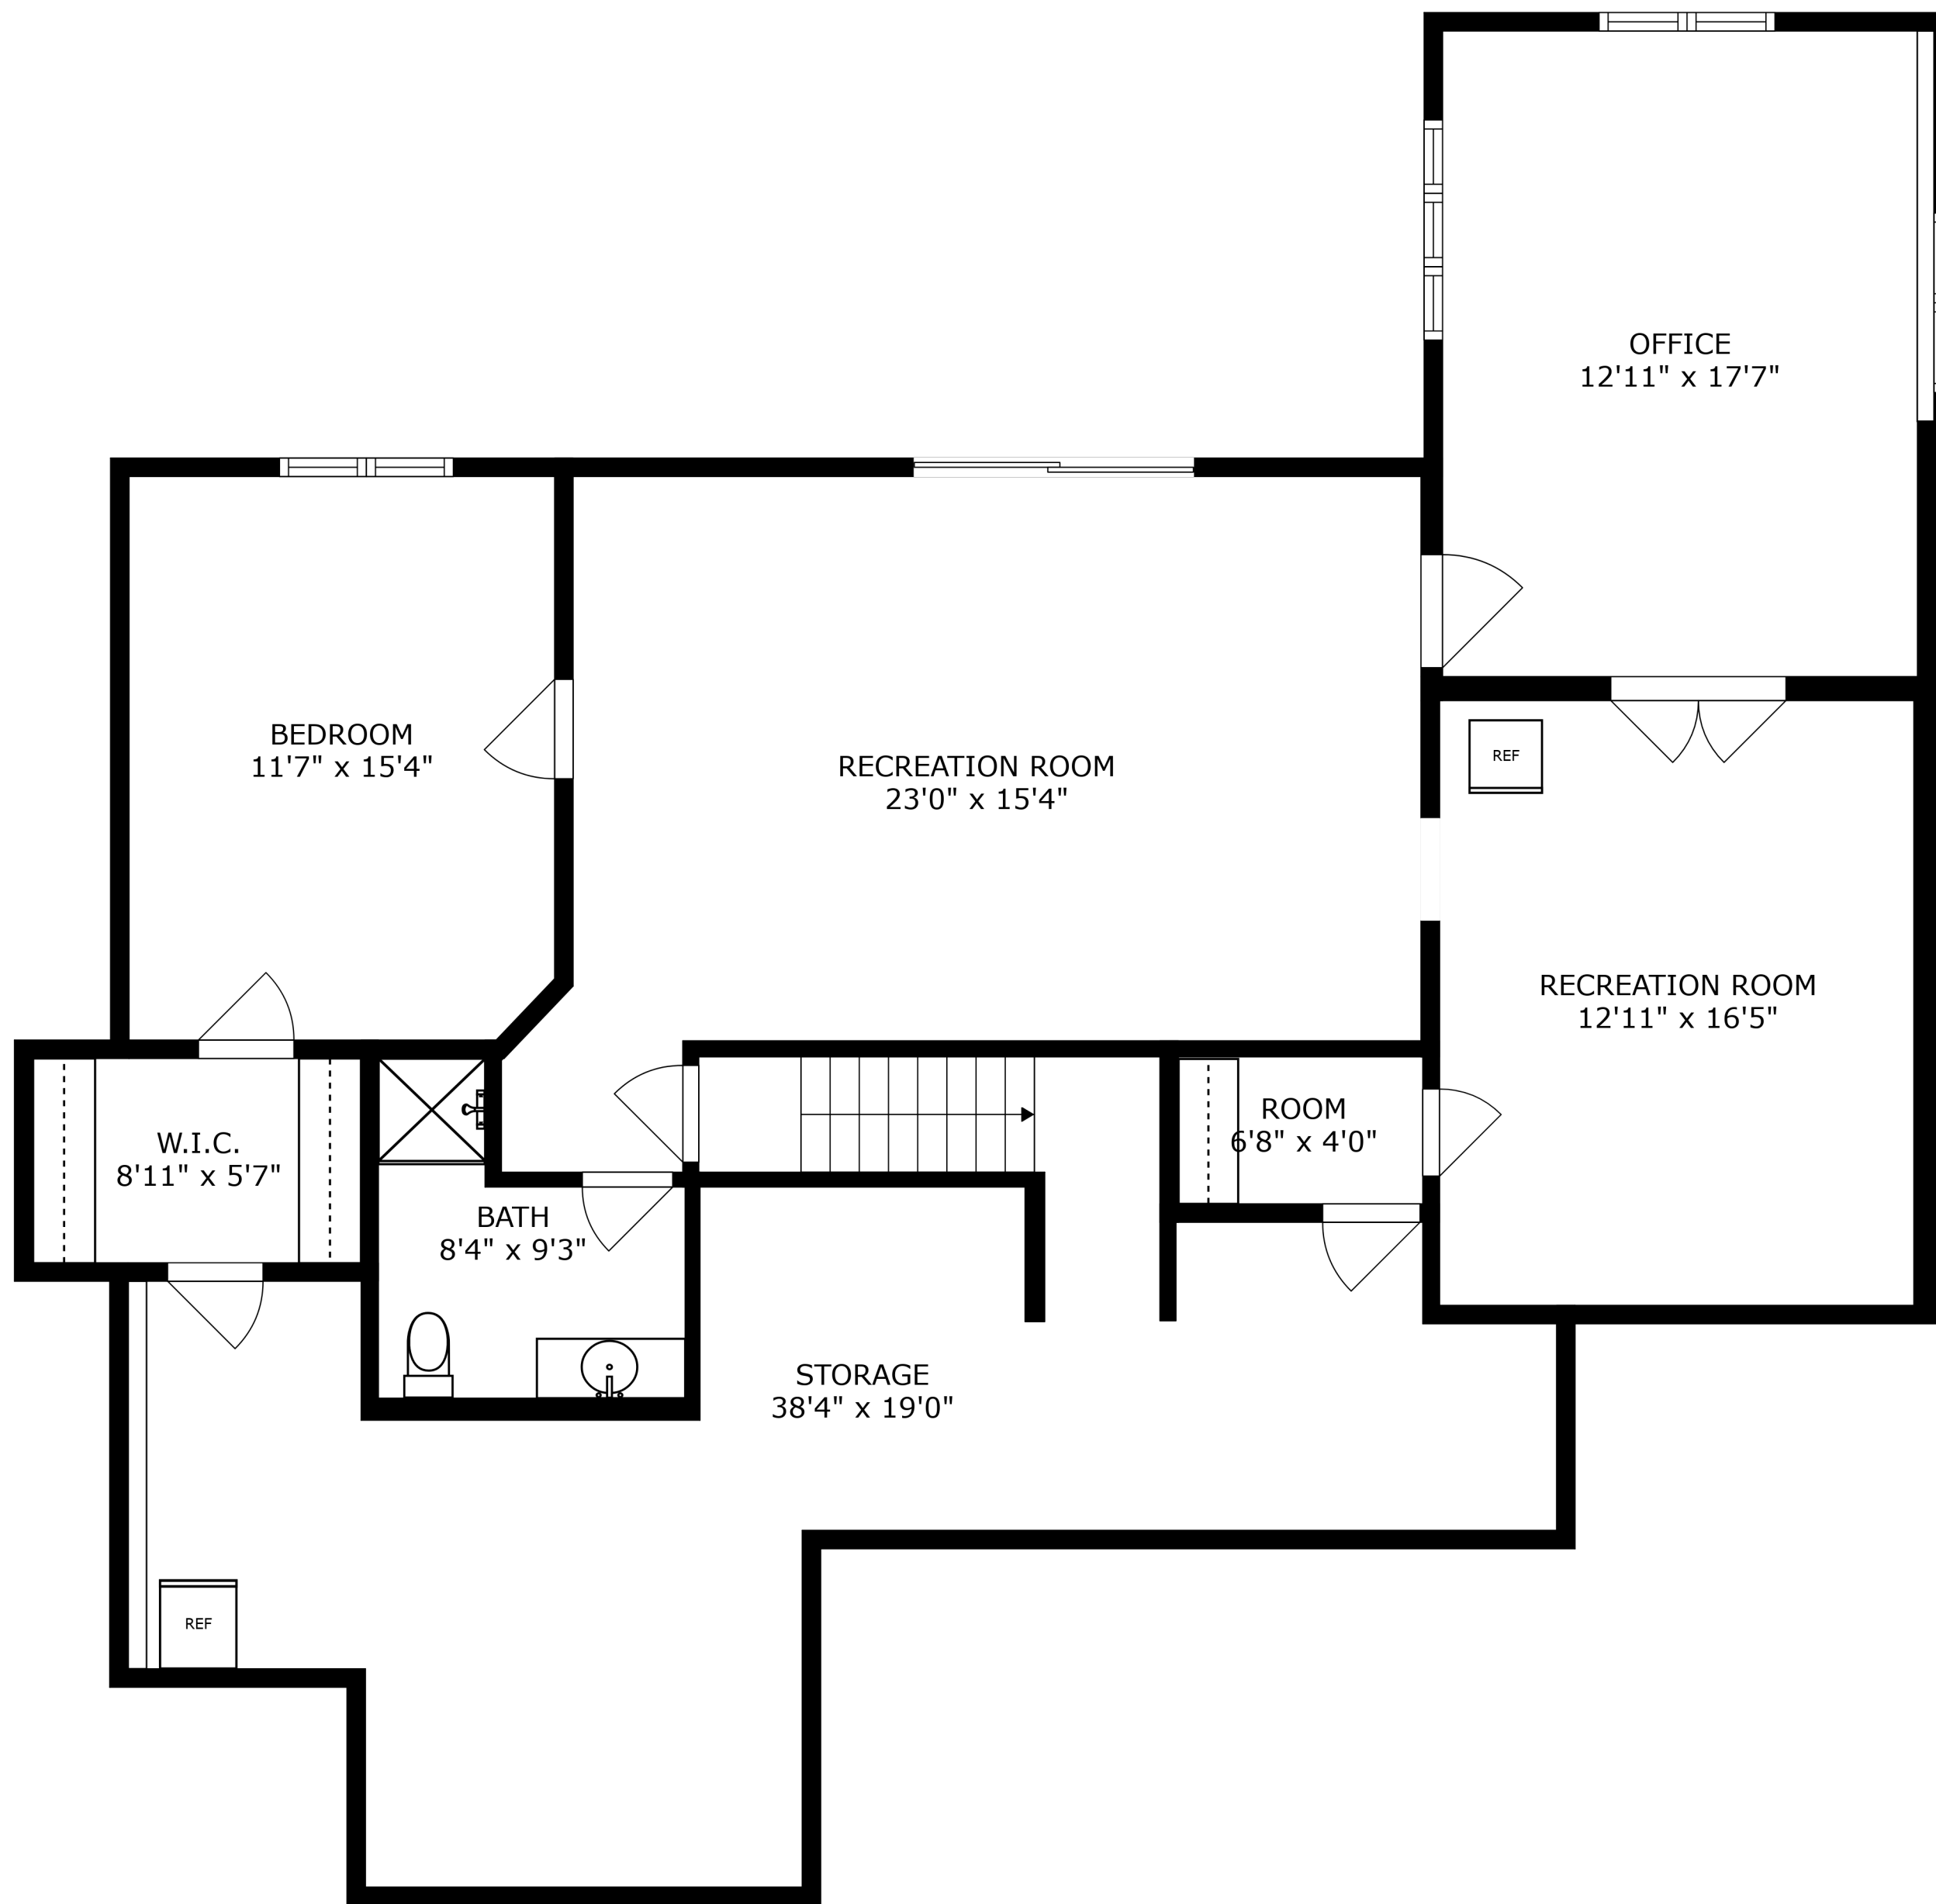 OFFICE
12'11" x 17'7"
BEDROOM
11'7" x 15'4"
RECREATION ROOM
23'0" x 15'4"
REF
RECREATION ROOM
12'11" x 16'5"
W.I.C.
8'11" x 5'7"
ROOM
6'8" x 4'0"
BATH
8'4" x 9'3"
STORAGE
38'4" x 19'0"
REF